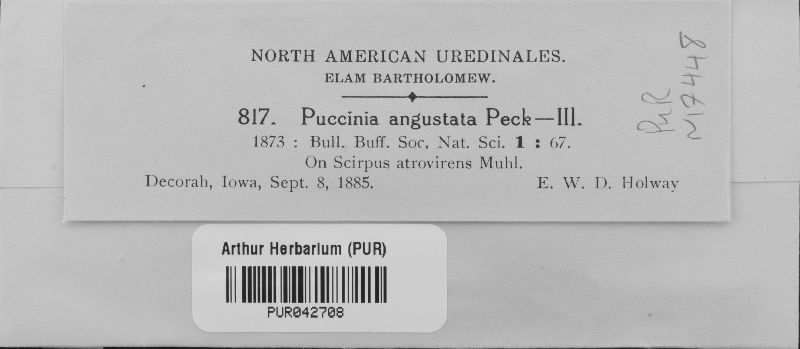 NORTH AMERICAN UREDINALES.
ELAM BARTHOLOMEW.
817. Puccinia angustata Peck—III.
1873 : Bull. Buff. Soc. Nat. Sci. 1 : 67.
On Scirpus atrovirens Muhl.
Decorah, Iowa, Sept. 8, 1885. E. W. D. Holway
PUR
N17448
Arthur Herbarium (PUR)
PUR042708